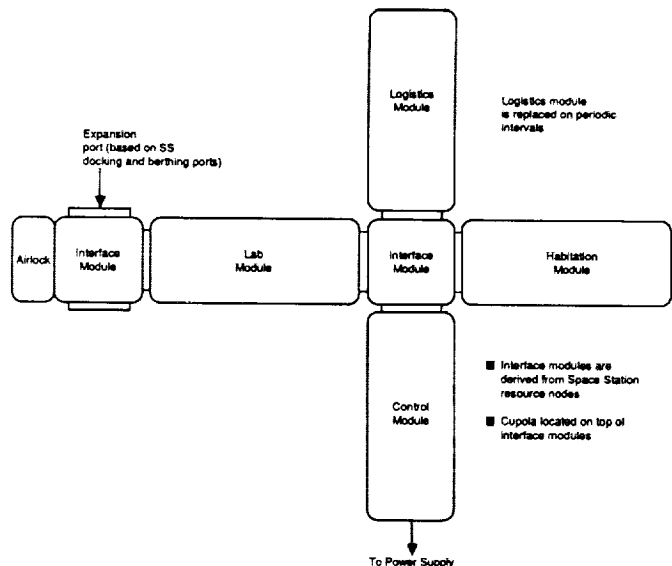 Logistics
Module
Logistics module
is replaced on periodic
intervals
Expansion
port (based on SS
docking and berthing ports)
Airlock
Interface
Module
Lab
Module
Interface
Module
Habitation
Module
Control
Module
■ Interface modules are
derived from Space Station
resource nodes
■ Cupola located on top of
interface modules
To Power Supply